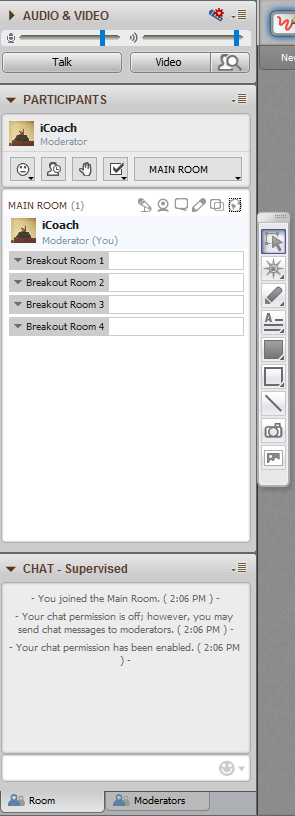 AUDIO & VIDEO
Talk
Video
PARTICIPANTS
iCoach
Moderator
MAIN ROOM
MAIN ROOM (1)
iCoach
Moderator (You)
Breakout Room 1
Breakout Room 2
Breakout Room 3
Breakout Room 4
CHAT - Supervised
- You joined the Main Room. ( 2:06 PM ) -
- Your chat permission is off; however, you may
send chat messages to moderators. ( 2:06 PM ) -
- Your chat permission has been enabled. ( 2:06 PM
) -
Room
Moderators
New
A